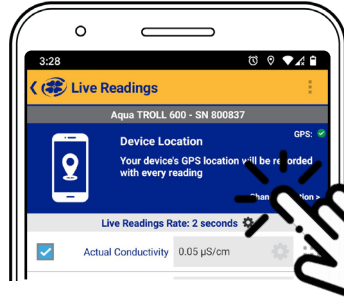 3:28
Live Readings
Aqua TROLL 600 - SN 800837
GPS:
Device Location
Your device's GPS location will be recorded
with every reading
Live Readings Rate: 2 seconds
Actual Conductivity 0.05 µS/cm